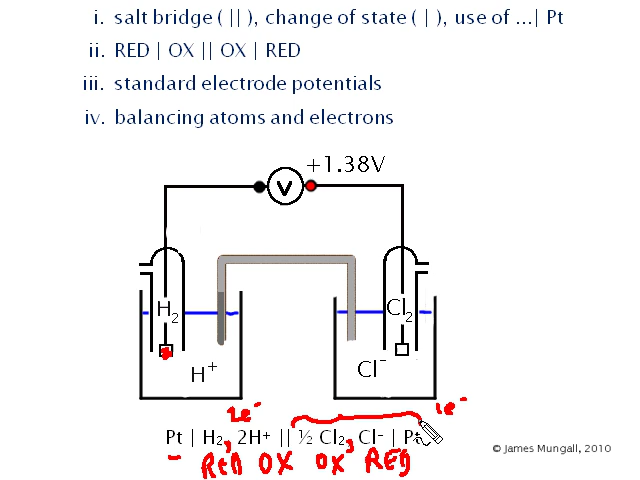 i. salt bridge ( || ), change of state ( | ), use of ...| Pt
ii. RED | OX || OX | RED
iii. standard electrode potentials
iv. balancing atoms and electrons
+1.38V
V
H2
Cl2
H+
Cl-
2e- 1e-
Pt | H2, 2H+ || ½ Cl2, Cl- | Pt
RED OX OX, RED
© James Mungall, 2010